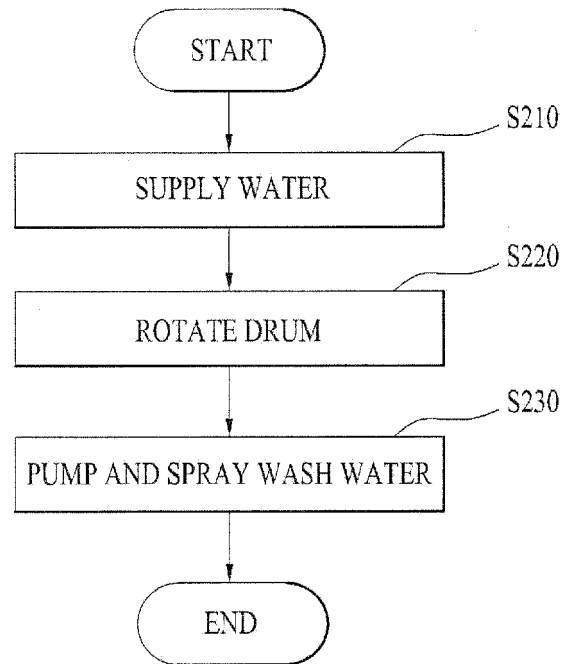 START
S210
SUPPLY WATER
S220
ROTATE DRUM
S230
PUMP AND SPRAY WASH WATER
END